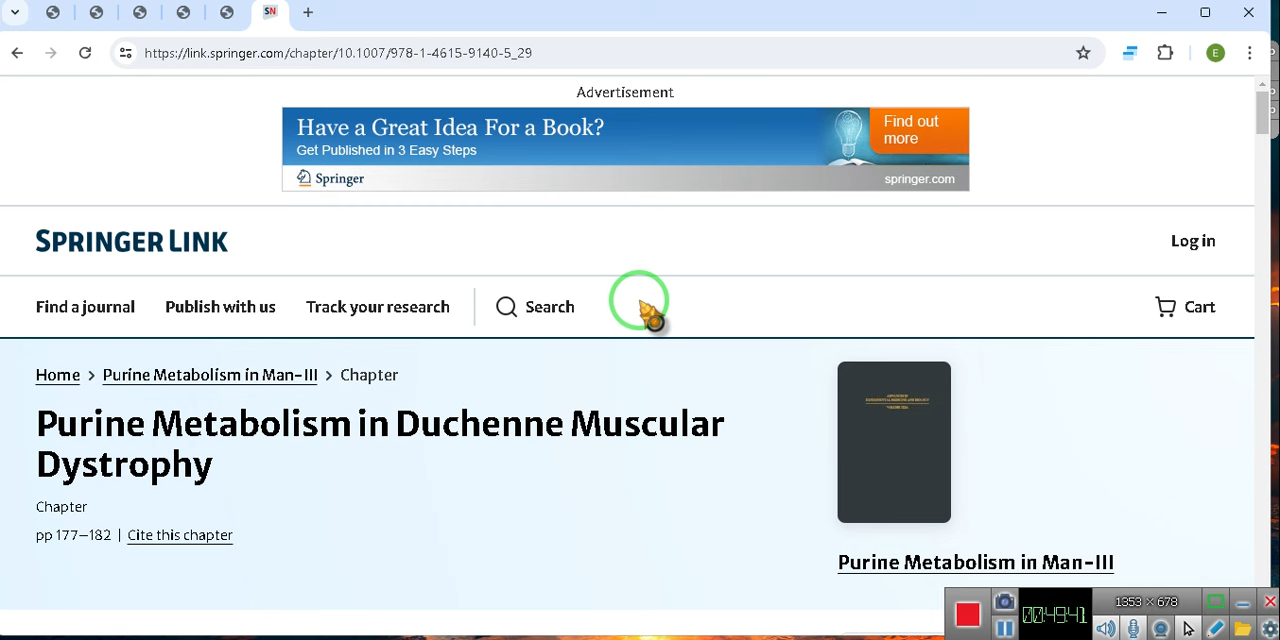 SN
https://link.springer.com/chapter/10.1007/978-1-4615-9140-5_29
E
Advertisement
Have a Great Idea For a Book?
Get Published in 3 Easy Steps
Find out
more
Springer
springer.com
SPRINGER LINK
Log in
Find a journal
Publish with us
Track your research
Search
Cart
Home > Purine Metabolism in Man-III > Chapter
Purine Metabolism in Duchenne Muscular
Dystrophy
Chapter
pp 177–182 | Cite this chapter
Purine Metabolism in Man-III
1353 × 678
00:49:41